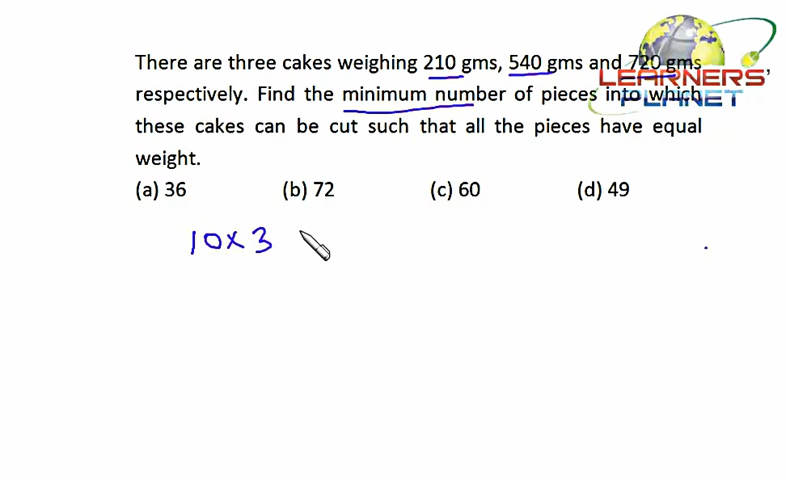 There are three cakes weighing 210 gms, 540 gms and 720 gms
LEARNERS'
respectively. Find the minimum number of pieces into which
PLANET
these cakes can be cut such that all the pieces have equal
weight.
(a) 36 (b) 72 (c) 60 (d) 49
10 x 3